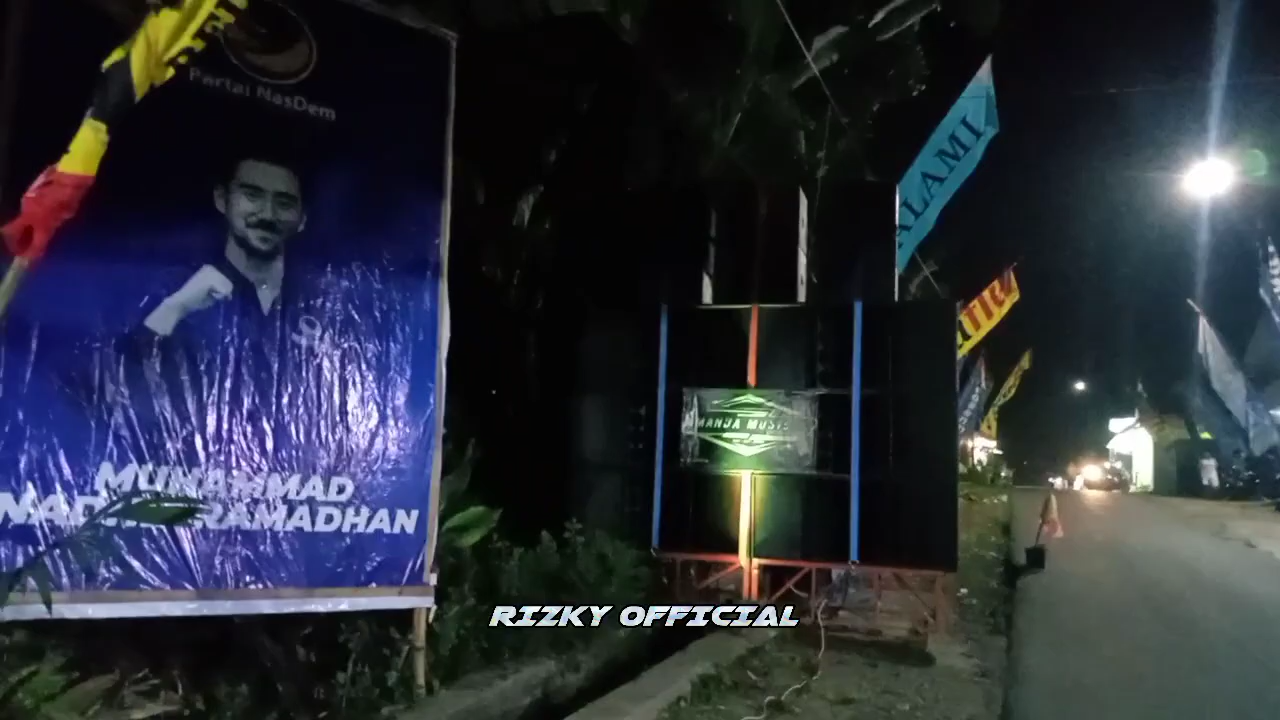 Partai NasDem
MUHAMMAD
RAMADHAN
ALAMI
MANJA MUSIC
RIZKY OFFICIAL